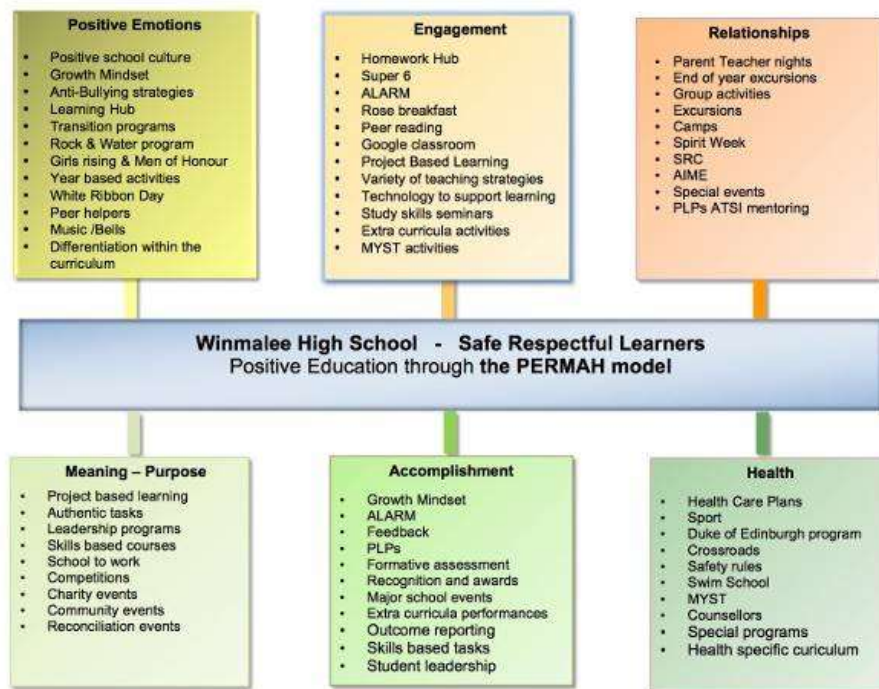 Positive Emotions
Positive school culture
Growth Mindset
Anti-Bullying strategies
Learning Hub
Transition programs
Rock & Water program
Girls rising & Men of Honour
Year based activities
White Ribbon Day
Peer helpers
Music /Bells
Differentiation within the
curriculum
Engagement
Homework Hub
Super 6
ALARM
Rose breakfast
Peer reading
Google classroom
Project Based Learning
Variety of teaching strategies
Technology to support learning
Study skills seminars
Extra curricula activities
MYST activities
Relationships
Parent Teacher nights
End of year excursions
Group activities
Excursions
Camps
Spirit Week
SRC
AIME
Special events
PLPs ATSI mentoring
Winmalee High School - Safe Respectful Learners
Positive Education through the PERMAH model
Meaning – Purpose
Project based learning
Authentic tasks
Leadership programs
Skills based courses
School to work
Competitions
Charity events
Community events
Reconciliation events
Accomplishment
Growth Mindset
ALARM
Feedback
PLPs
Formative assessment
Recognition and awards
Major school events
Extra curricula performances
Outcome reporting
Skills based tasks
Student leadership
Health
Health Care Plans
Sport
Duke of Edinburgh program
Crossroads
Safety rules
Swim School
MYST
Counsellors
Special programs
Health specific curiculum